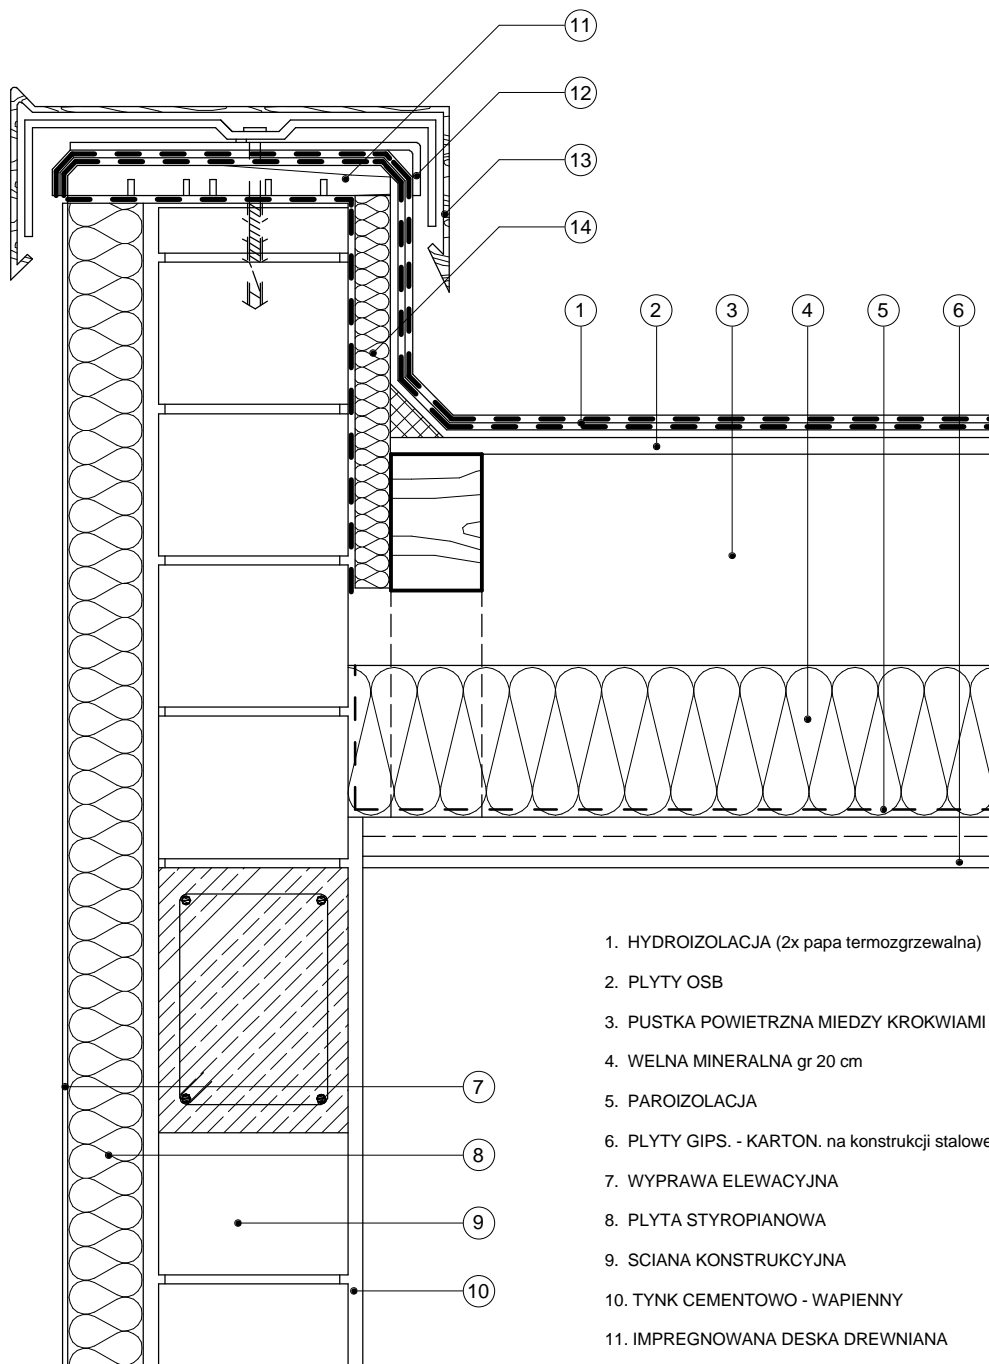 11
12
13
14
1 2 3 4 5 6
7
8
9
10
1. HYDROIZOLACJA (2x papa termozgrzewalna)
2. PLYTY OSB
3. PUSTKA POWIETRZNA MIEDZY KROKWIAMI
4. WELNA MINERALNA gr 20 cm
5. PAROIZOLACJA
6. PLYTY GIPS. - KARTON. na konstrukcji stalowe
7. WYPRAWA ELEWACYJNA
8. PLYTA STYROPIANOWA
9. SCIANA KONSTRUKCYJNA
10. TYNK CEMENTOWO - WAPIENNY
11. IMPREGNOWANA DESKA DREWNIANA